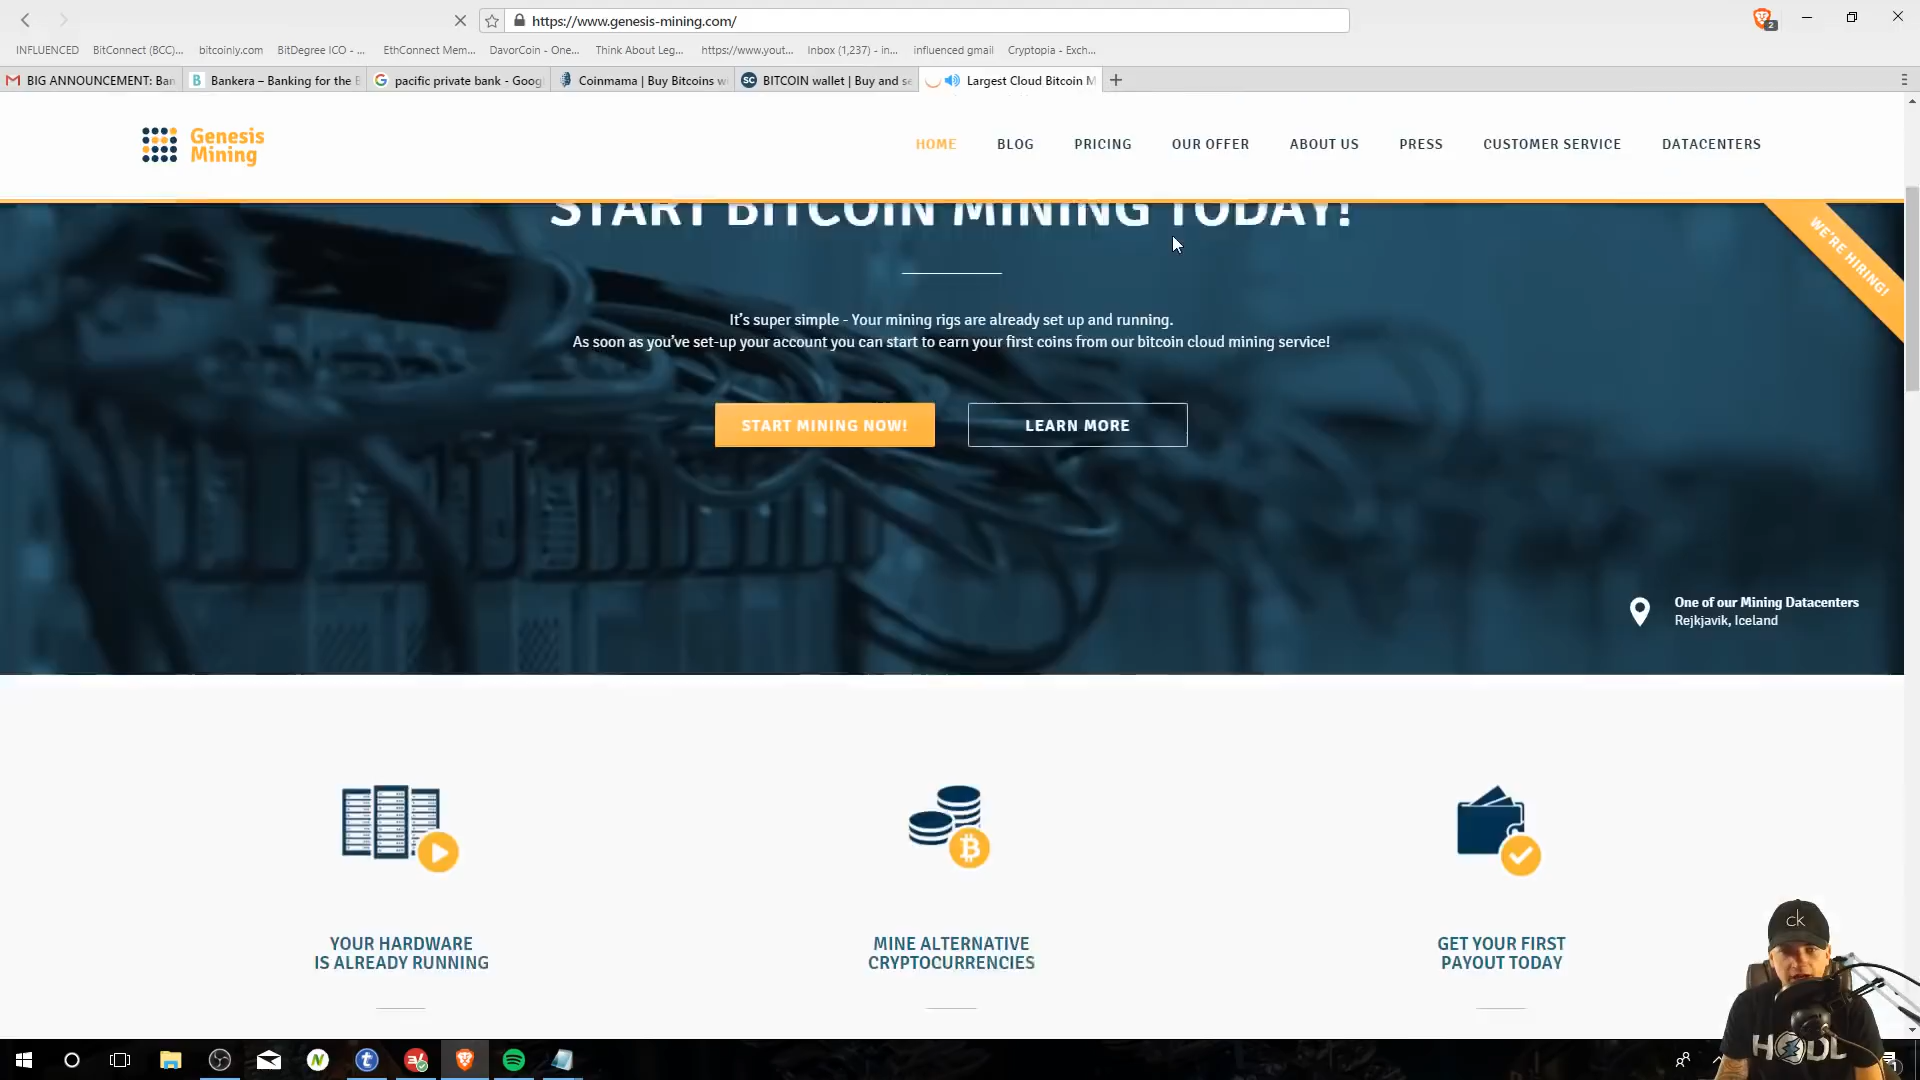 https://www.genesis-mining.com/
2
INFLUENCED BitConnect (BCC)... bitcoinly.com BitDegree ICO - ... EthConnect Mem... DavorCoin - One... Think About Leg... https://www.yout... Inbox (1,237) - in... influenced gmail Cryptopia - Exch...
BIG ANNOUNCEMENT: Ban Bankera – Banking for the B pacific private bank - Goog Coinmama | Buy Bitcoins w BITCOIN wallet | Buy and se Largest Cloud Bitcoin M
Genesis
Mining
HOME BLOG PRICING OUR OFFER ABOUT US PRESS CUSTOMER SERVICE DATACENTERS
START BITCOIN MINING TODAY!
WE'RE HIRING!
It's super simple - Your mining rigs are already set up and running.
As soon as you've set-up your account you can start to earn your first coins from our bitcoin cloud mining service!
START MINING NOW! LEARN MORE
One of our Mining Datacenters
Rejkjavik, Iceland
YOUR HARDWARE
IS ALREADY RUNNING
MINE ALTERNATIVE
CRYPTOCURRENCIES
GET YOUR FIRST
PAYOUT TODAY
ck
HODL